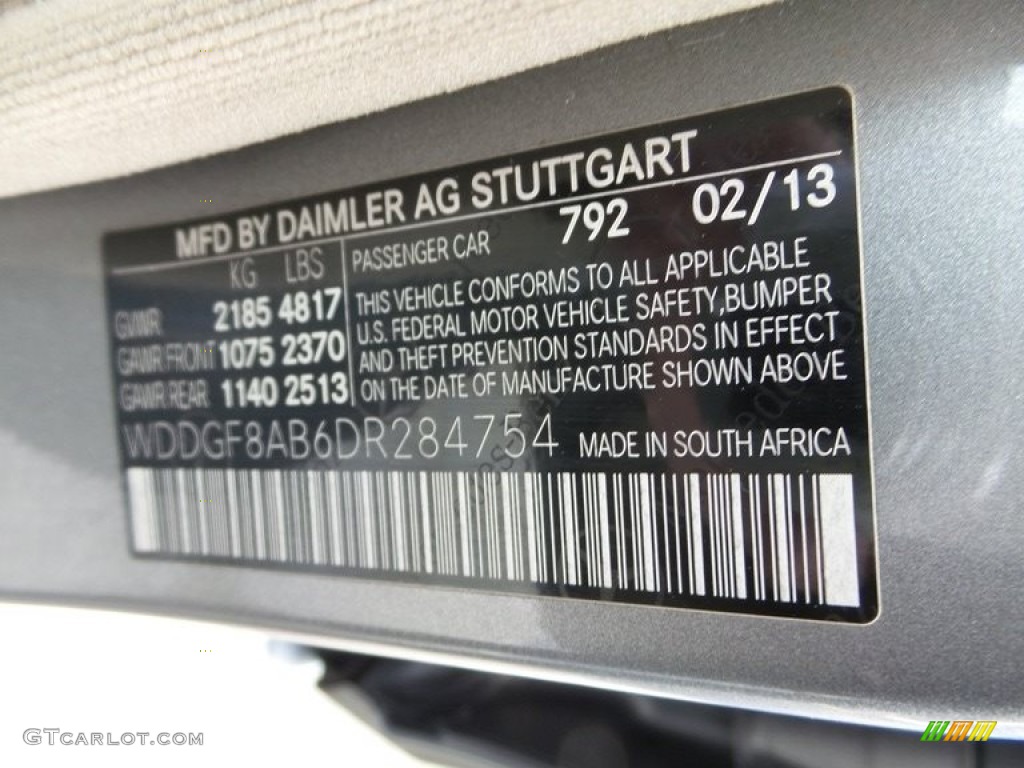 MFD BY DAIMLER AG STUTTGART
KG LBS
GVWR 2185 4817
GAWR FRONT 1075 2370
GAWR REAR 1140 2513
PASSENGER CAR 792 02/13
THIS VEHICLE CONFORMS TO ALL APPLICABLE
U.S. FEDERAL MOTOR VEHICLE SAFETY, BUMPER
AND THEFT PREVENTION STANDARDS IN EFFECT
ON THE DATE OF MANUFACTURE SHOWN ABOVE
WDDGF8AB6DR284754 MADE IN SOUTH AFRICA
GTCARLOT.COM